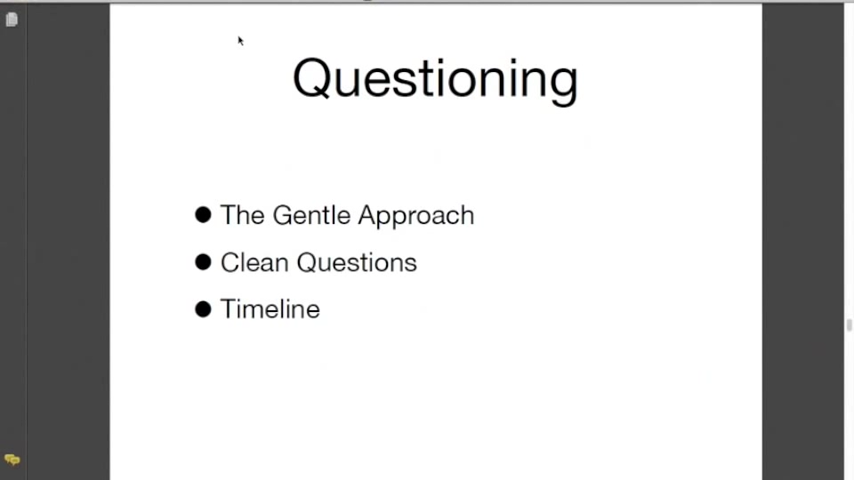 Questioning
● The Gentle Approach
● Clean Questions
● Timeline